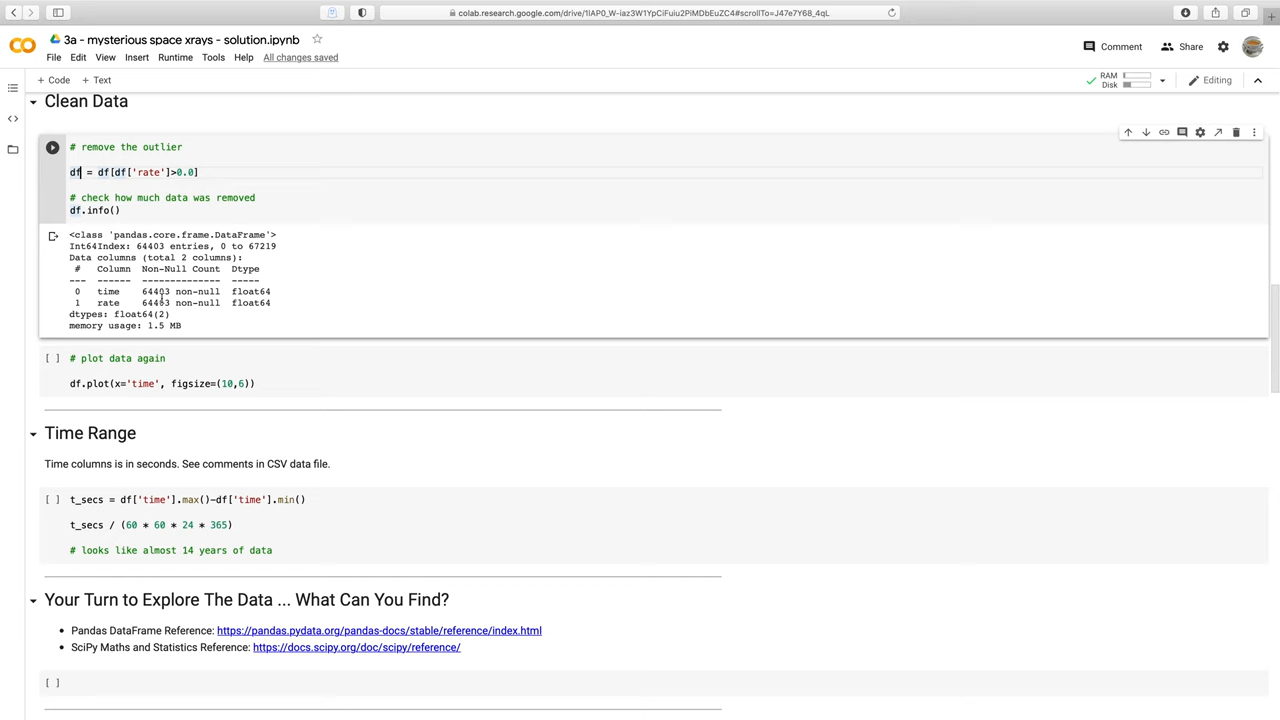 colab.research.google.com/drive/1IAP0_W-iaz3W1YpCiFuiu2PiMDbEuZC4#scrollTo=J47e7Y68_4qL
3a - mysterious space xrays - solution.ipynb
File Edit View Insert Runtime Tools Help All changes saved
Comment Share
+ Code + Text
RAM
Disk
Editing
Clean Data
# remove the outlier
df = df[df['rate']>0.0]
# check how much data was removed
df.info()
<class 'pandas.core.frame.DataFrame'>
Int64Index: 64403 entries, 0 to 67219
Data columns (total 2 columns):
# Column Non-Null Count Dtype
--- ------ -------------- -----
0 time 64403 non-null float64
1 rate 64403 non-null float64
dtypes: float64(2)
memory usage: 1.5 MB
[ ] # plot data again
df.plot(x='time', figsize=(10,6))
Time Range
Time columns is in seconds. See comments in CSV data file.
[ ] t_secs = df['time'].max()-df['time'].min()
t_secs / (60 * 60 * 24 * 365)
# looks like almost 14 years of data
Your Turn to Explore The Data ... What Can You Find?
• Pandas DataFrame Reference: https://pandas.pydata.org/pandas-docs/stable/reference/index.html
• SciPy Maths and Statistics Reference: https://docs.scipy.org/doc/scipy/reference/
[ ]